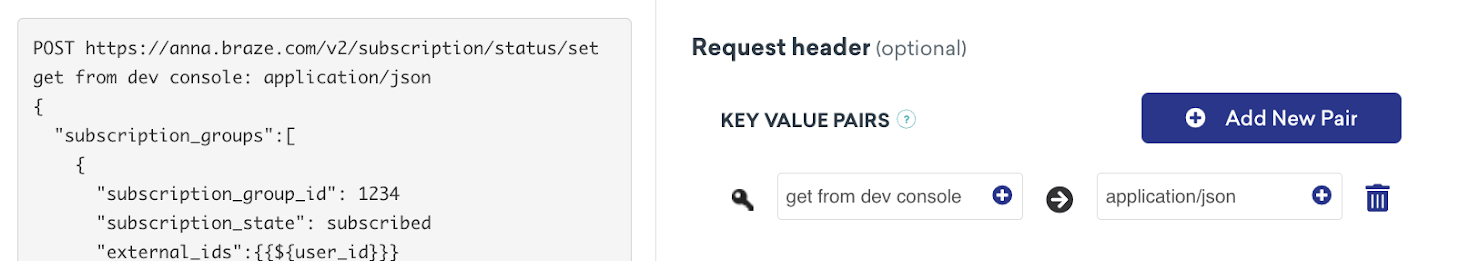 POST https://anna.braze.com/v2/subscription/status/set
get from dev console: application/json
{
"subscription_groups":[
{
"subscription_group_id": 1234
"subscription_state": subscribed
"external_ids":{{${user_id}}}
Request header (optional)
KEY VALUE PAIRS ?
Add New Pair
get from dev console
application/json